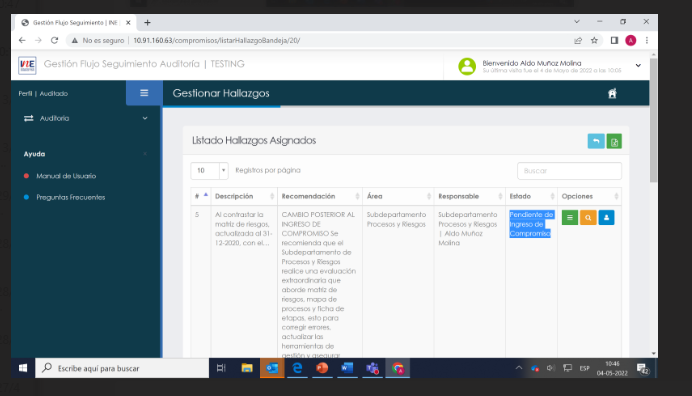 Gestión Flujo Seguimiento | INE
No es seguro | 10.91.160.63/compromisos/listarHallazgoBandeja/20/
Gestión Flujo Seguimiento Auditoría | TESTING
Bienvenido Aldo Muñoz Molina
Su última visita fue el 4 de Mayo de 2022 a las 10:05
Perfil | Auditado
Gestionar Hallazgos
Auditoria
Ayuda
Manual de Usuario
Preguntas Frecuentes
Listado Hallazgos Asignados
10 Registros por página
Buscar
# Descripción Recomendación Área Responsable Estado Opciones
5 Al contrastar la CAMBIO POSTERIOR AL Subdepartamento Subdepartamento Pendiente de
matriz de riesgos, INGRESO DE Procesos y Riesgos Procesos y Riesgos Ingreso de
actualizada al 31- COMPROMISO Se | Aldo Muñoz Compromiso
12-2020, con el... recomienda que el Molina
Subdepartamento de
Procesos y Riesgos
realice una evaluación
extraordinaria que
aborde matriz de
riesgos, mapa de
procesos y ficha de
etapas, esto para
corregir errores,
actualizar las
herramientas de
gestión y asegurar
Escribe aquí para buscar
ESP
10:46
04-05-2022